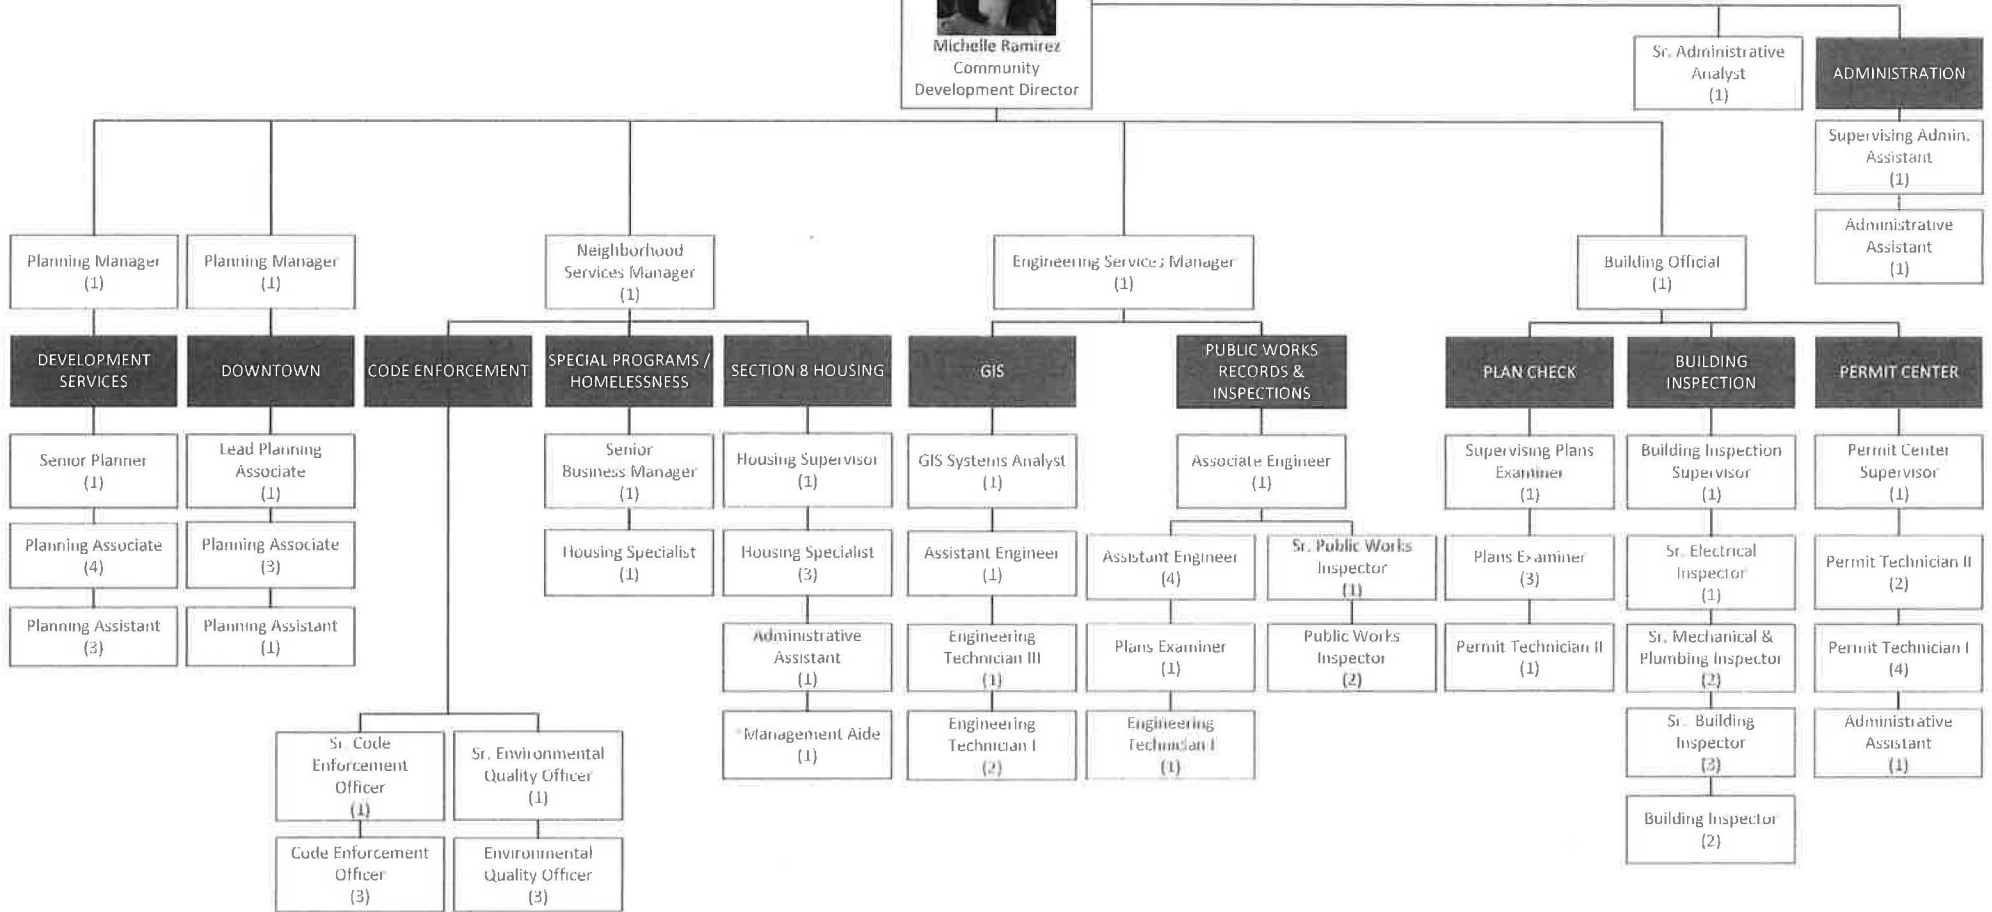 Michelle Ramirez
Community
Development Director
Sr. Administrative
Analyst
(1)
ADMINISTRATION
Supervising Admin.
Assistant
(1)
Administrative
Assistant
(1)
Planning Manager
(1)
Planning Manager
(1)
Neighborhood
Services Manager
(1)
Engineering Services Manager
(1)
Building Official
(1)
DEVELOPMENT
SERVICES
Senior Planner
(1)
Planning Associate
(4)
Planning Assistant
(3)
DOWNTOWN
Lead Planning
Associate
(1)
Planning Associate
(3)
Planning Assistant
(1)
CODE ENFORCEMENT
Sr. Code
Enforcement
Officer
(1)
Code Enforcement
Officer
(3)
Sr. Environmental
Quality Officer
(1)
Environmental
Quality Officer
(3)
SPECIAL PROGRAMS /
HOMELESSNESS
Senior
Business Manager
(1)
Housing Specialist
(1)
SECTION 8 HOUSING
Housing Supervisor
(1)
Housing Specialist
(3)
Administrative
Assistant
(1)
Management Aide
(1)
GIS
GIS Systems Analyst
(1)
Assistant Engineer
(1)
Engineering
Technician III
(1)
Engineering
Technician I
(2)
PUBLIC WORKS
RECORDS &
INSPECTIONS
Associate Engineer
(1)
Assistant Engineer
(4)
Plans Examiner
(1)
Engineering
Technician I
(1)
Sr. Public Works
Inspector
(1)
Public Works
Inspector
(2)
PLAN CHECK
Supervising Plans
Examiner
(1)
Plans Examiner
(3)
Permit Technician II
(1)
BUILDING
INSPECTION
Building Inspection
Supervisor
(1)
Sr. Electrical
Inspector
(1)
Sr. Mechanical &
Plumbing Inspector
(2)
Sr. Building
Inspector
(3)
Building Inspector
(2)
PERMIT CENTER
Permit Center
Supervisor
(1)
Permit Technician II
(2)
Permit Technician I
(4)
Administrative
Assistant
(1)